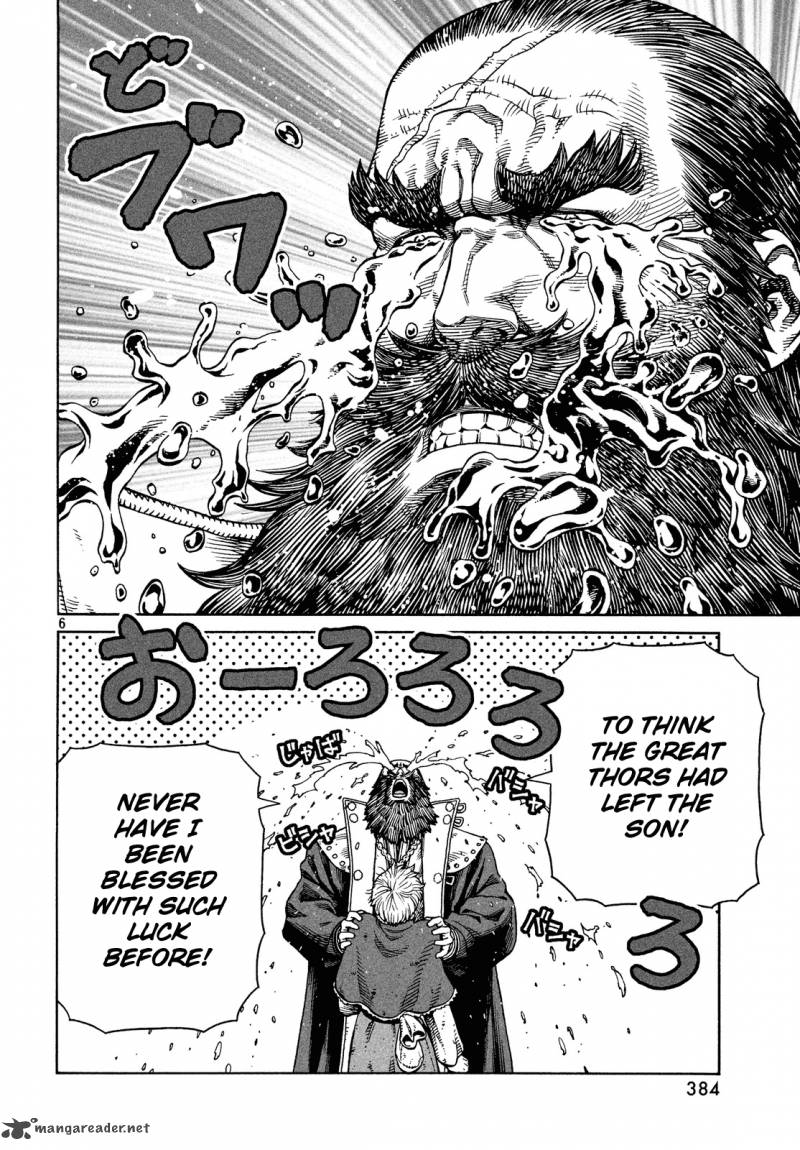 どブワッ
6
おーろろろろ
TO THINK
THE GREAT
THORS HAD
LEFT THE
SON!
じゃば
バシャ
ビシャ
バシャ
NEVER
HAVE I
BEEN
BLESSED
WITH SUCH
LUCK
BEFORE!
384
mangareader.net